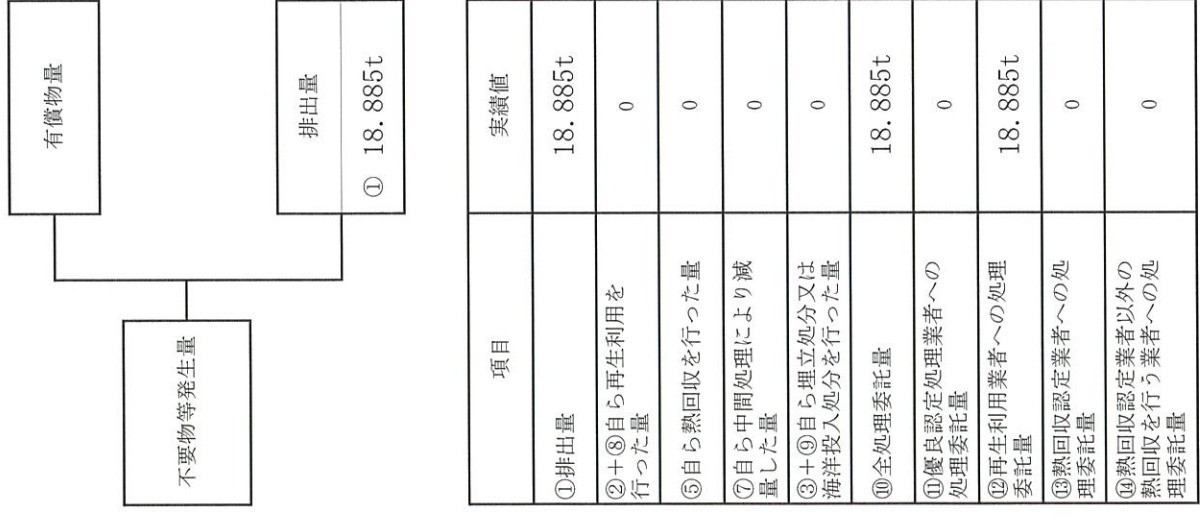 有償物量
不要物等発生量
排出量
① 18.885t
項目 実績値
①排出量 18.885t
②+⑧自ら再生利用を
行った量 0
⑤自ら熱回収を行った量 0
⑦自ら中間処理により減
量した量 0
③+⑨自ら埋立処分又は
海洋投入処分を行った量 0
⑩全処理委託量 18.885t
⑪優良認定処理業者への
処理委託量 0
⑫再生利用業者への処理
委託量 18.885t
⑬熱回収認定業者への処
理委託量 0
⑭熱回収認定業者以外の
熱回収を行う業者への処
理委託量 0